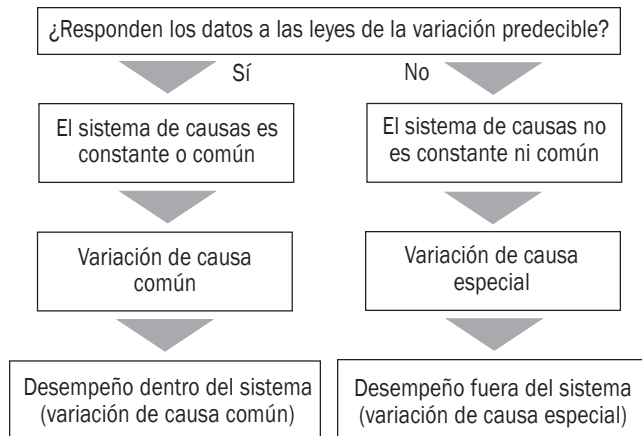 ¿Responden los datos a las leyes de la variación predecible?
Sí
No
El sistema de causas es
constante o común
El sistema de causas no
es constante ni común
Variación de causa
común
Variación de causa
especial
Desempeño dentro del sistema
(variación de causa común)
Desempeño fuera del sistema
(variación de causa especial)